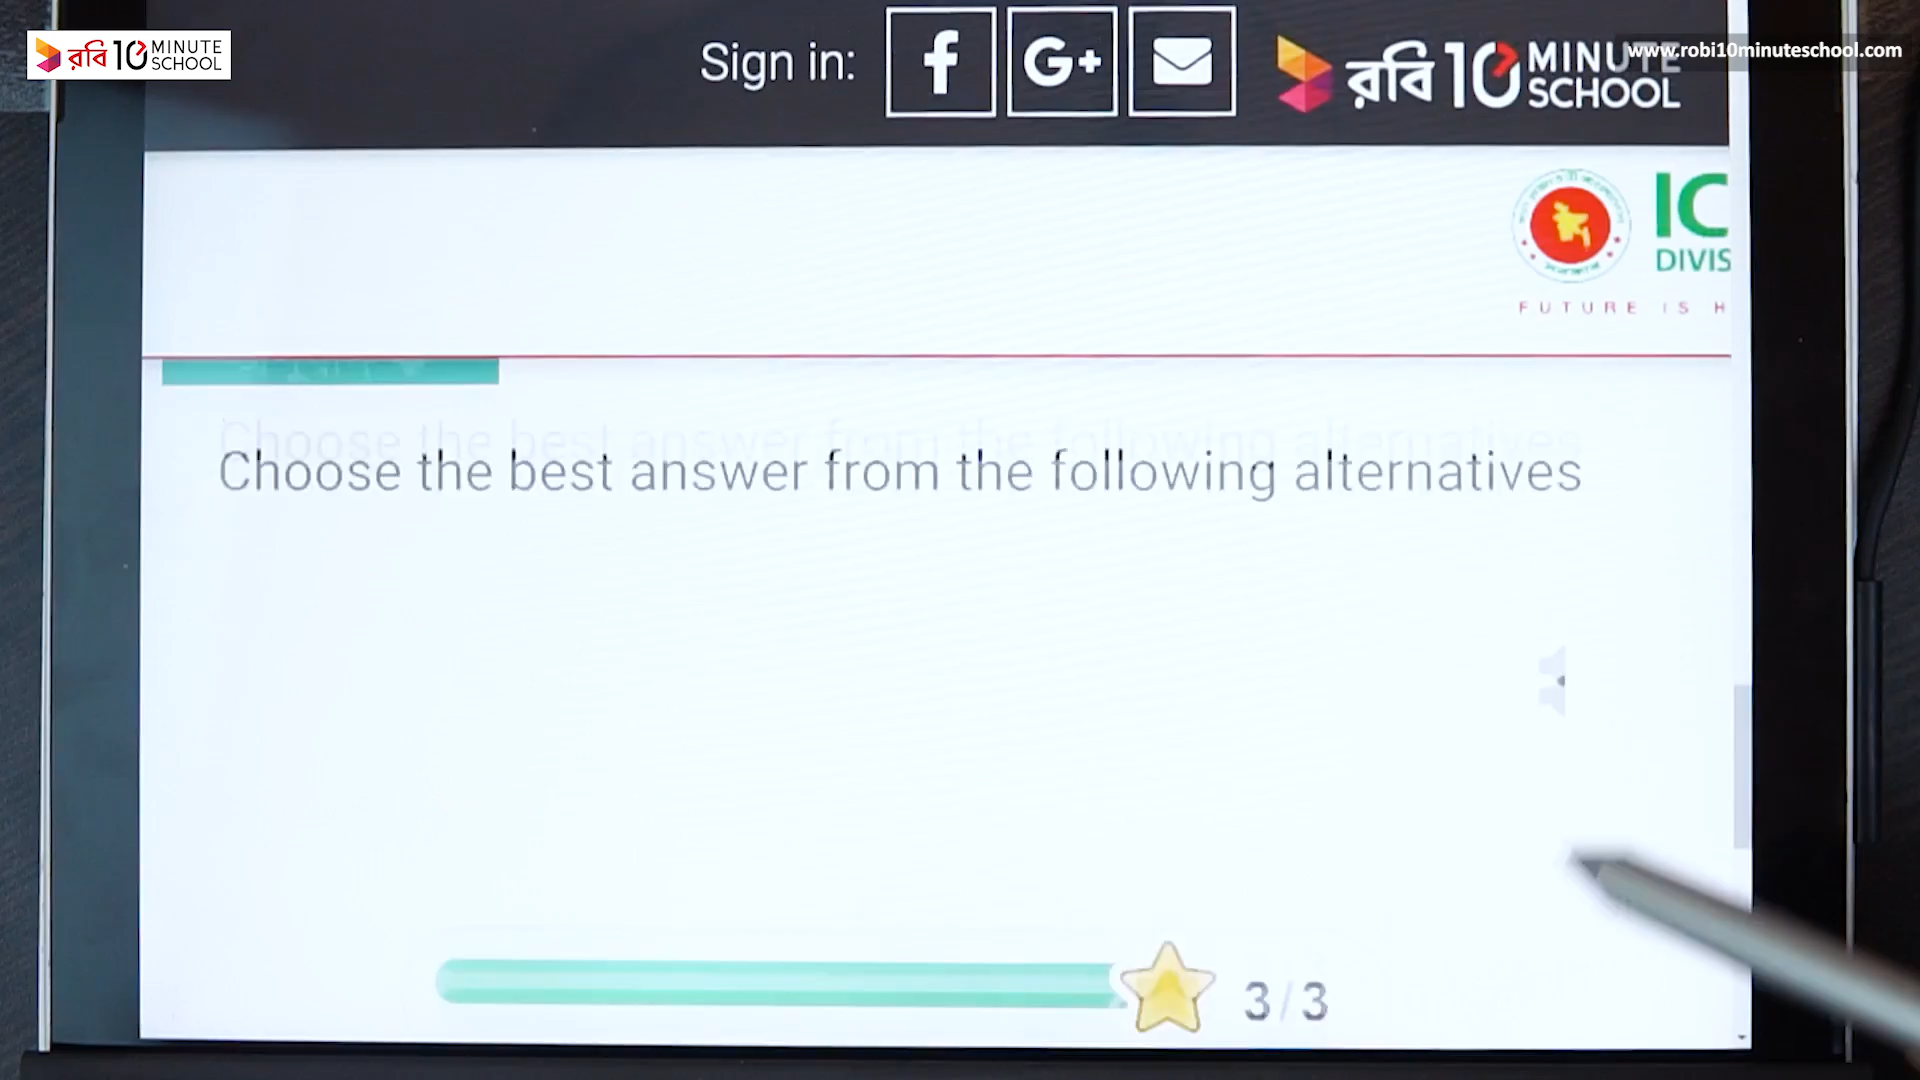 রবি 10 MINUTE SCHOOL
Sign in:
f G+
রবি 10 MINUTE SCHOOL
www.robi10minuteschool.com
IC
DIVIS
FUTURE IS H
Choose the best answer from the following alternatives
3/3